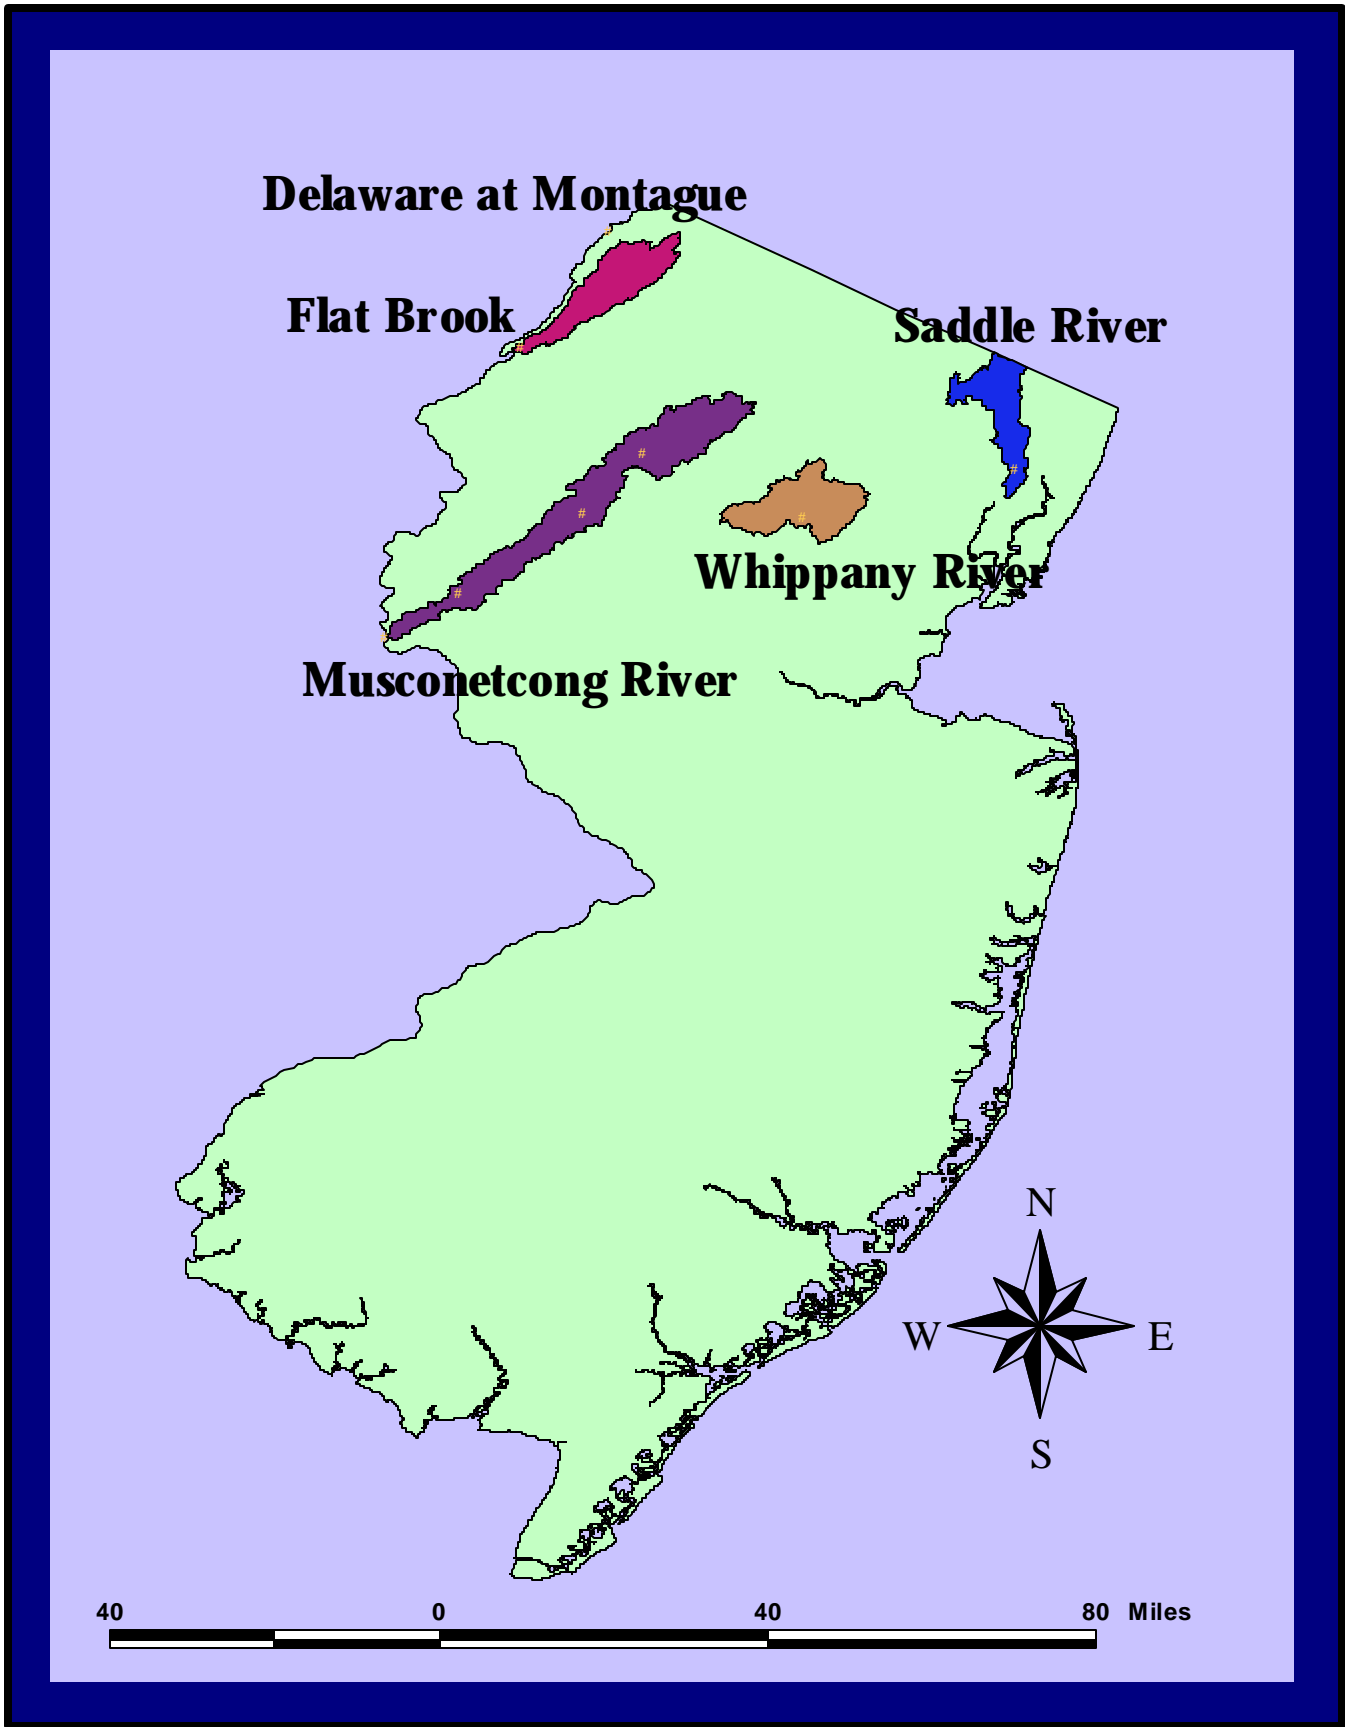 Delaware at Montague
Flat Brook
Saddle River
#
#
#
#
#
#
Whippany River
#
Musconetcong River
N
W
E
S
40 0 40 80 Miles